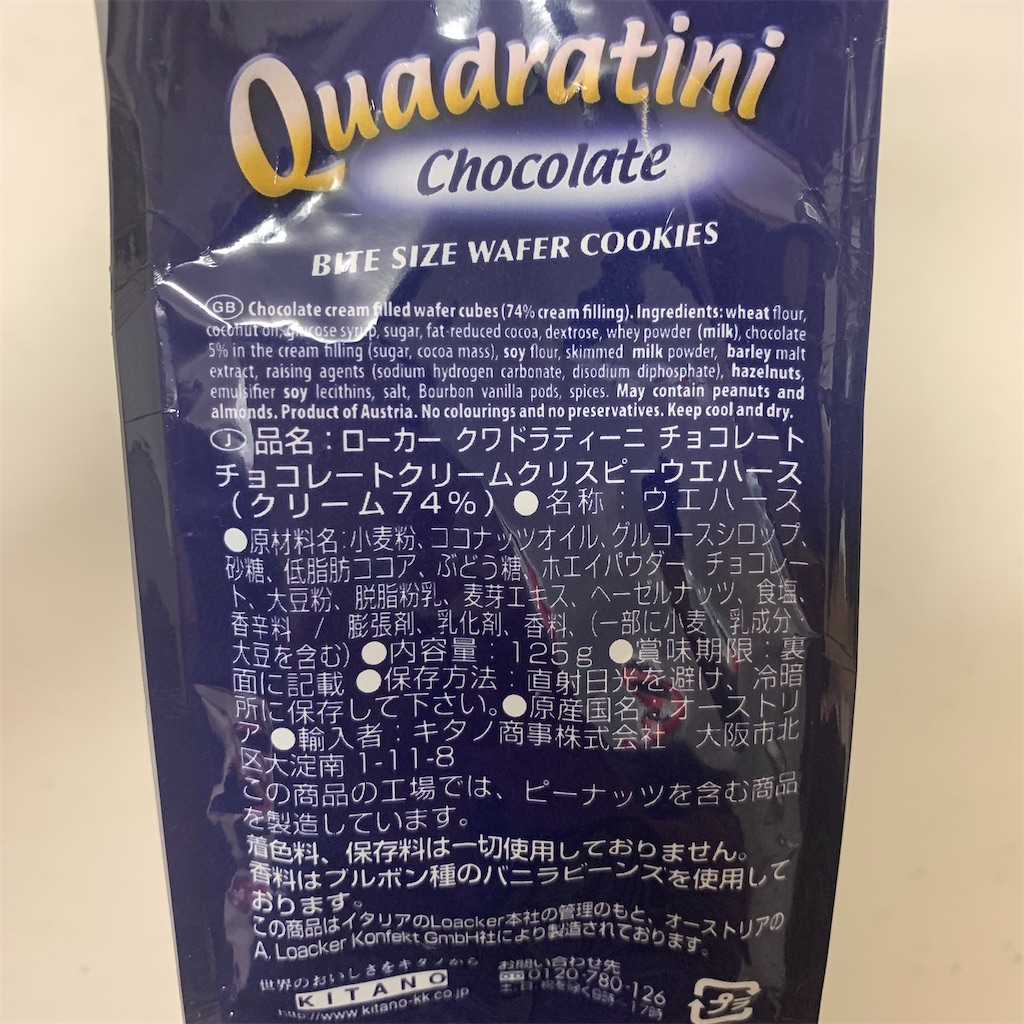 Quadratini
Chocolate
BITE SIZE WAFER COOKIES
GB Chocolate cream filled wafer cubes (74% cream filling). Ingredients: wheat flour,
coconut oil, glucose syrup, sugar, fat-reduced cocoa, dextrose, whey powder (milk), chocolate
5% in the cream filling (sugar, cocoa mass), soy flour, skimmed milk powder, barley malt
extract, raising agents (sodium hydrogen carbonate, disodium diphosphate), hazelnuts,
emulsifier soy lecithins, salt, Bourbon vanilla pods, spices. May contain peanuts and
almonds. Product of Austria. No colourings and no preservatives. Keep cool and dry.
J 品名：ローカー クワドラティーニ チョコレート
チョコレートクリームクリスピーウエハース
(クリーム74%) ●名称：ウエハース
●原材料名:小麦粉、ココナッツオイル、グルコースシロップ、
砂糖、低脂肪ココア、ぶどう糖、ホエイパウダー、チョコレー
ト、大豆粉、脱脂粉乳、麦芽エキス、ヘーゼルナッツ、食塩、
香辛料 / 膨張剤、乳化剤、香料、(一部に小麦・乳成分・
大豆を含む) ●内容量：125g ●賞味期限：裏
面に記載 ●保存方法：直射日光を避け、冷暗
所に保存して下さい。●原産国名：オーストリ
ア ●輸入者：キタノ商事株式会社 大阪市北
区大淀南 1-11-8
この商品の工場では、ピーナッツを含む商品
を製造しています。
着色料、保存料は一切使用しておりません。
香料はブルボン種のバニラビーンズを使用して
おります。
この商品はイタリアのLoacker本社の管理のもと、オーストリアの
A. Loacker Konfekt GmbH社により製造されております。
世界のおいしさをキタノから
KITANO
http://www.kitano-kk.co.jp
お問い合わせ先
0120-780-126
土・日・祝を除く9時～17時
プラ